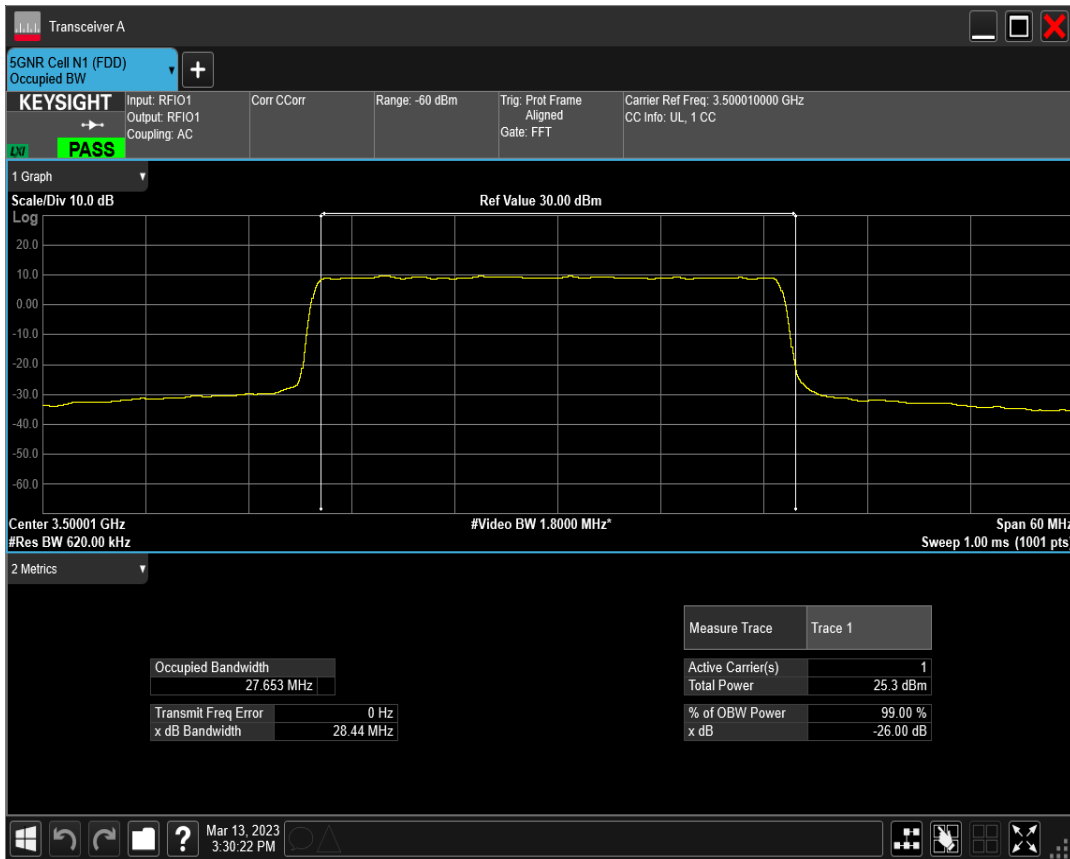 Transceiver A
5GNR Cell N1 (FDD)
Occupied BW
+
KEYSIGHT
LXI
PASS
Input: RFIO1
Output: RFIO1
Coupling: AC
Corr CCorr
Range: -60 dBm
Trig: Prot Frame
Aligned
Gate: FFT
Carrier Ref Freq: 3.500010000 GHz
CC Info: UL, 1 CC
1 Graph
Scale/Div 10.0 dB
Ref Value 30.00 dBm
Log
20.0
10.0
0.00
-10.0
-20.0
-30.0
-40.0
-50.0
-60.0
Center 3.50001 GHz
#Video BW 1.8000 MHz*
Span 60 MHz
#Res BW 620.00 kHz
Sweep 1.00 ms (1001 pts)
2 Metrics
Measure Trace Trace 1
Occupied Bandwidth
27.653 MHz
Active Carrier(s) 1
Total Power 25.3 dBm
Transmit Freq Error 0 Hz
x dB Bandwidth 28.44 MHz
% of OBW Power 99.00 %
x dB -26.00 dB
?
Mar 13, 2023
3:30:22 PM